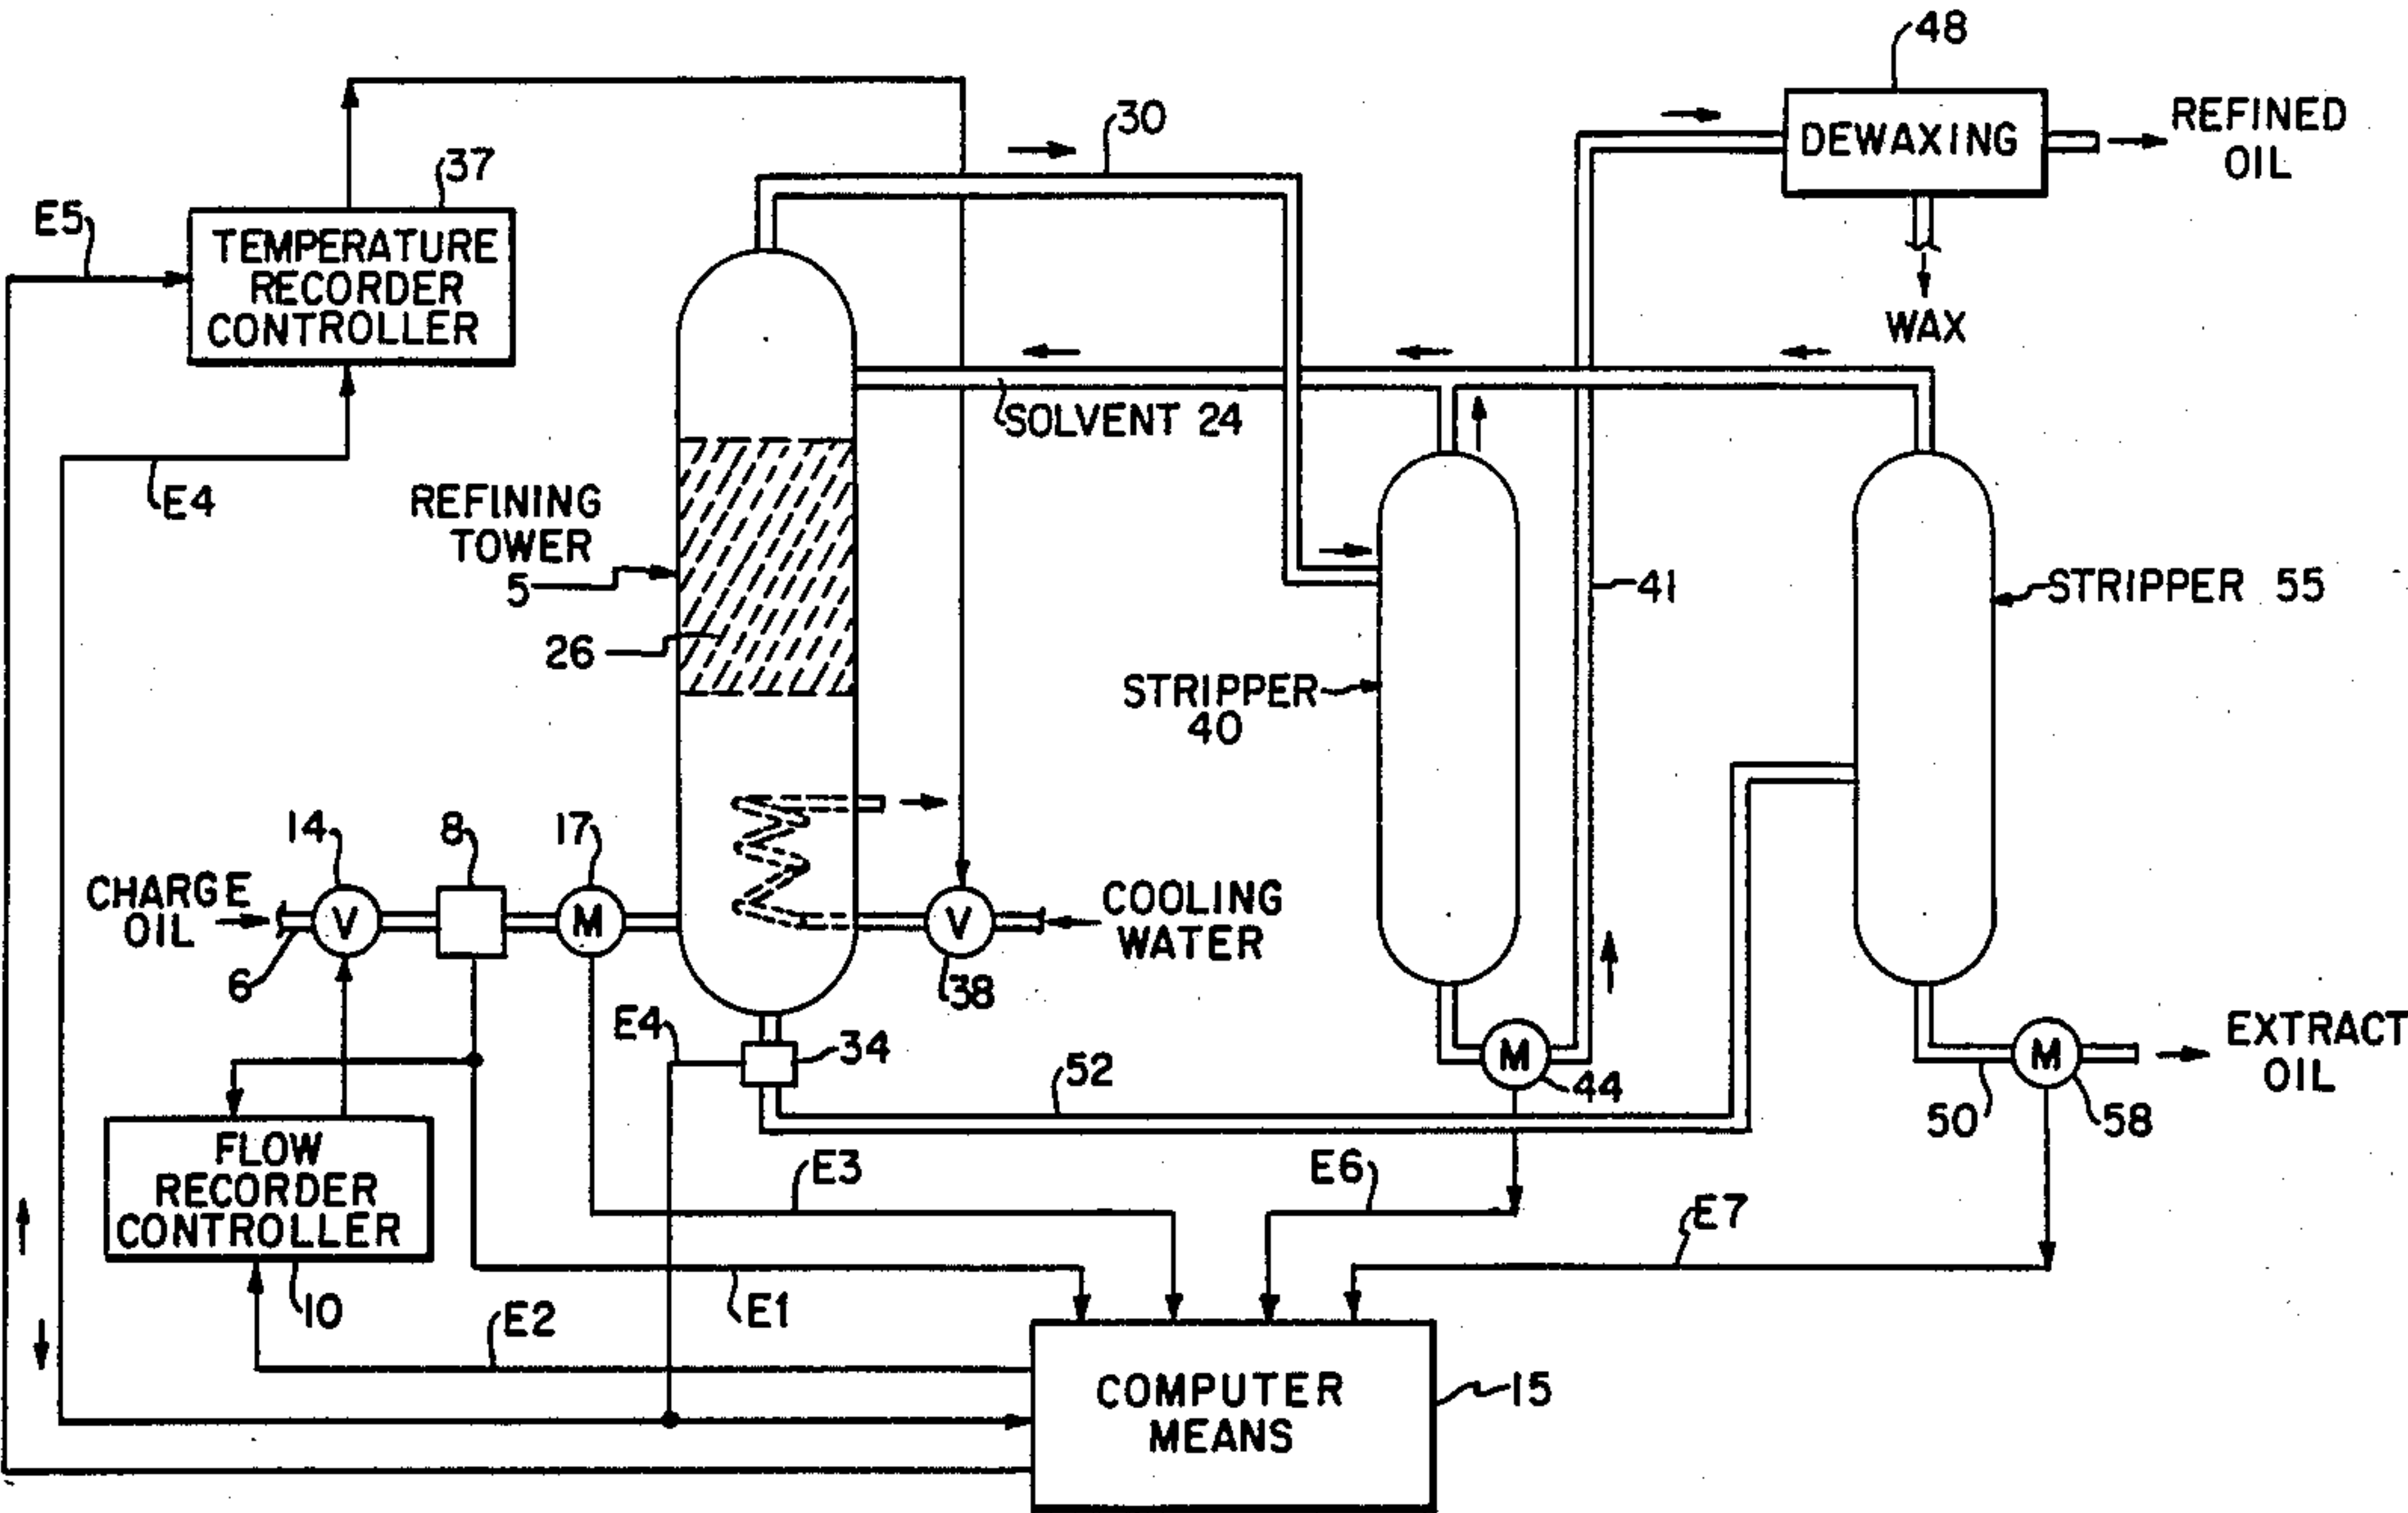 48
DEWAXING
REFINED
OIL
WAX
30
37
E5
TEMPERATURE
RECORDER
CONTROLLER
E4
SOLVENT 24
REFINING
TOWER
5
26
41
STRIPPER 55
STRIPPER
40
14
8
17
CHARGE
OIL
V
M
V
COOLING
WATER
6
38
E4
34
52
M
44
M
EXTRACT
OIL
50
58
FLOW
RECORDER
CONTROLLER
E3
E6
E7
10
E2
E1
COMPUTER
MEANS
15